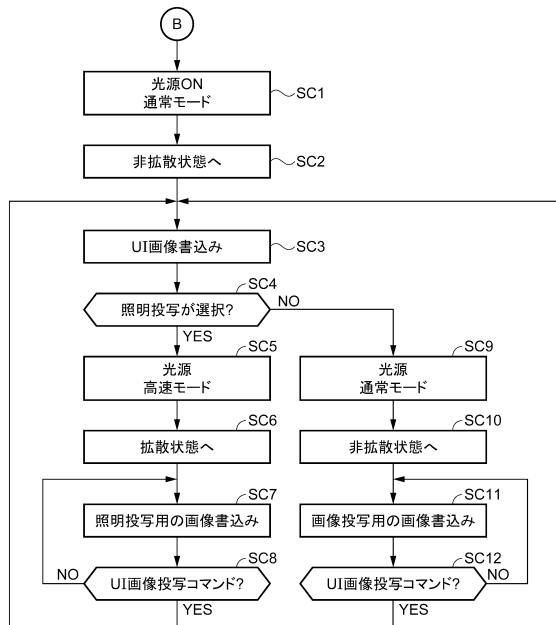 B
光源ON
通常モード
SC1
非拡散状態へ
SC2
UI画像書込み
SC3
SC4
照明投写が選択?
NO
YES
SC5
光源
高速モード
SC9
光源
通常モード
SC6
拡散状態へ
SC10
非拡散状態へ
SC7
照明投写用の画像書込み
SC11
画像投写用の画像書込み
SC8
NO
UI画像投写コマンド?
YES
SC12
UI画像投写コマンド?
NO
YES